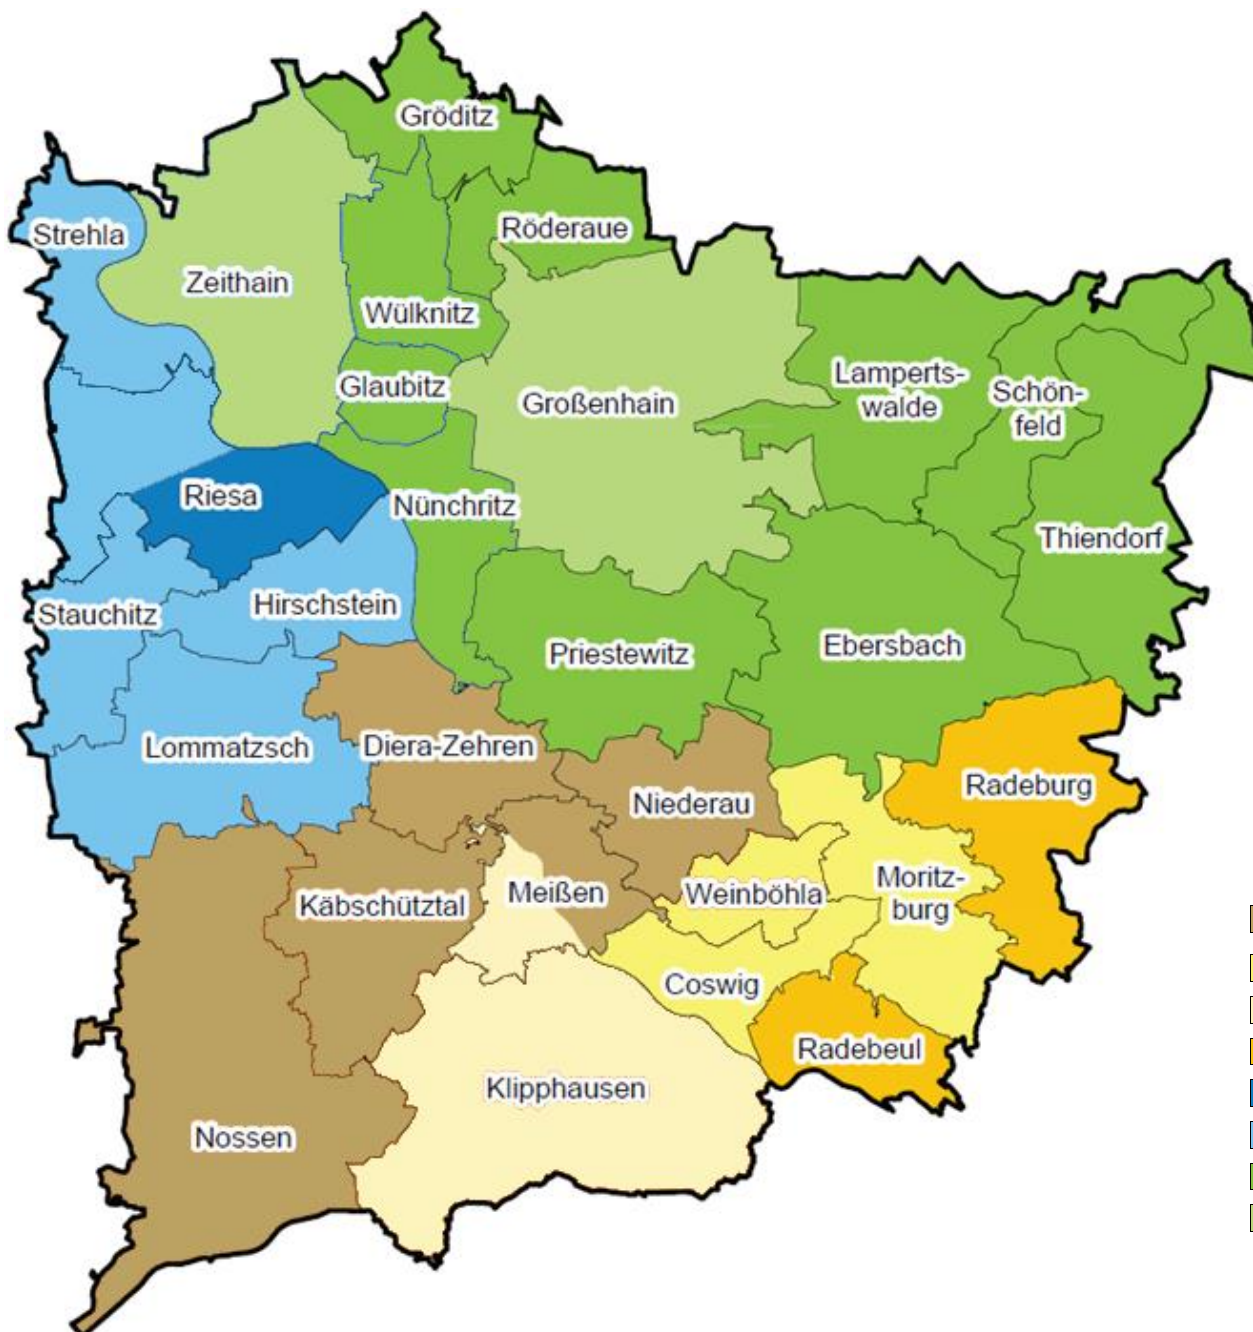 Gröditz
Strehla
Röderaue
Zeithain
Wülknitz
Glaubitz
Großenhain
Lamperts-
walde
Schön-
feld
Riesa
Nünchritz
Thiendorf
Stauchitz
Hirschstein
Priestewitz
Ebersbach
Lommatzsch
Diera-Zehren
Niederau
Radeburg
Käbschütztal
Meißen
Weinböhla
Moritz-
burg
Coswig
Radebeul
Klipphausen
Nossen